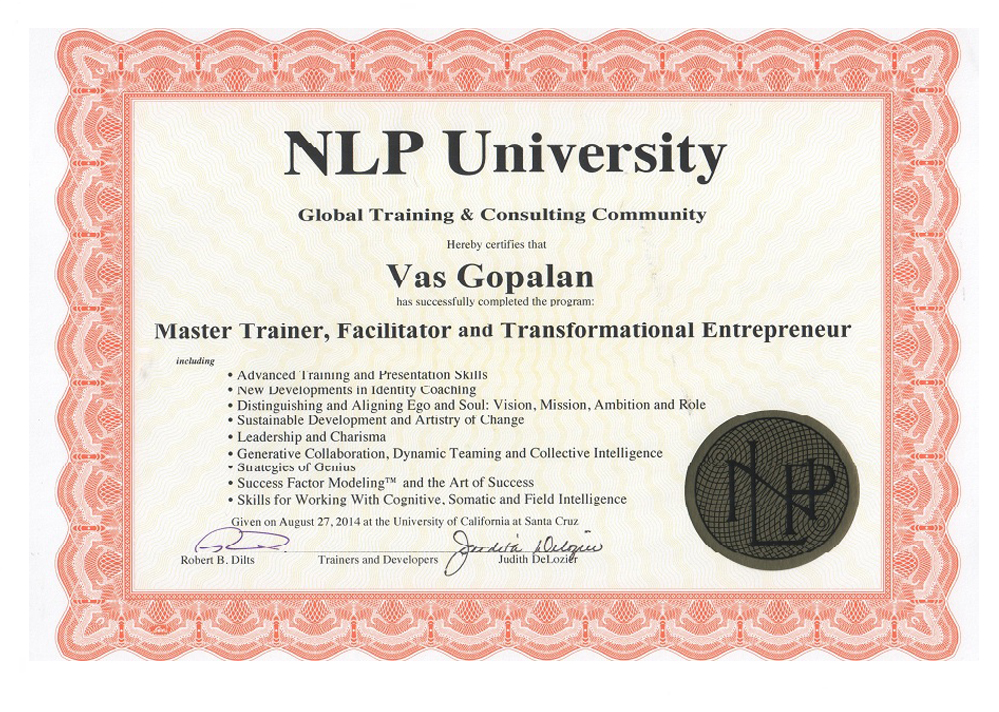 NLP University
Global Training & Consulting Community
Hereby certifies that
Vas Gopalan
has successfully completed the program:
Master Trainer, Facilitator and Transformational Entrepreneur
including
• Advanced Training and Presentation Skills
• New Developments in Identity Coaching
• Distinguishing and Aligning Ego and Soul: Vision, Mission, Ambition and Role
• Sustainable Development and Artistry of Change
• Leadership and Charisma
• Generative Collaboration, Dynamic Teaming and Collective Intelligence
• Strategies of Genius
• Success Factor Modeling™ and the Art of Success
• Skills for Working With Cognitive, Somatic and Field Intelligence
Given on August 27, 2014 at the University of California at Santa Cruz
Judith DeLozier
Robert B. Dilts Trainers and Developers Judith DeLozier
NLP